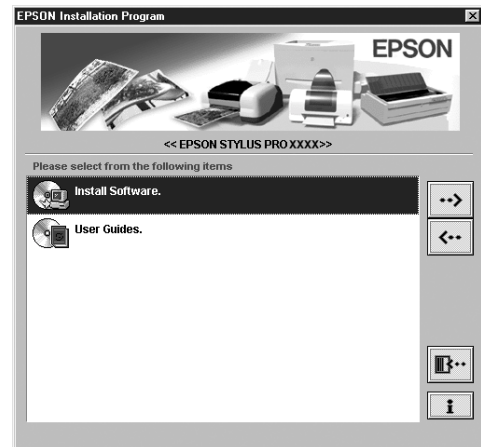 EPSON Installation Program
EPSON
<< EPSON STYLUS PRO XXXX>>
Please select from the following items
Install Software.
User Guides.
-->
<--
i